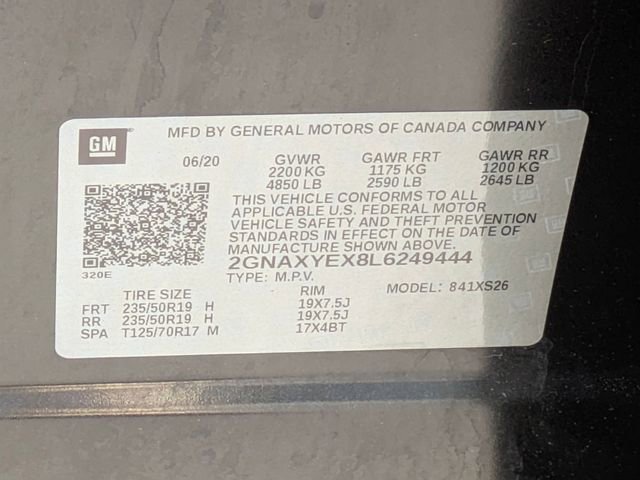 GM
MFD BY GENERAL MOTORS OF CANADA COMPANY
06/20 GVWR GAWR FRT GAWR RR
2200 KG 1175 KG 1200 KG
4850 LB 2590 LB 2645 LB
THIS VEHICLE CONFORMS TO ALL
APPLICABLE U.S. FEDERAL MOTOR
VEHICLE SAFETY AND THEFT PREVENTION
STANDARDS IN EFFECT ON THE DATE OF
MANUFACTURE SHOWN ABOVE.
320E
2GNAXYEX8L6249444
TYPE: M.P.V. MODEL: 841XS26
TIRE SIZE RIM
FRT 235/50R19 H 19X7.5J
RR 235/50R19 H 19X7.5J
SPA T125/70R17 M 17X4BT